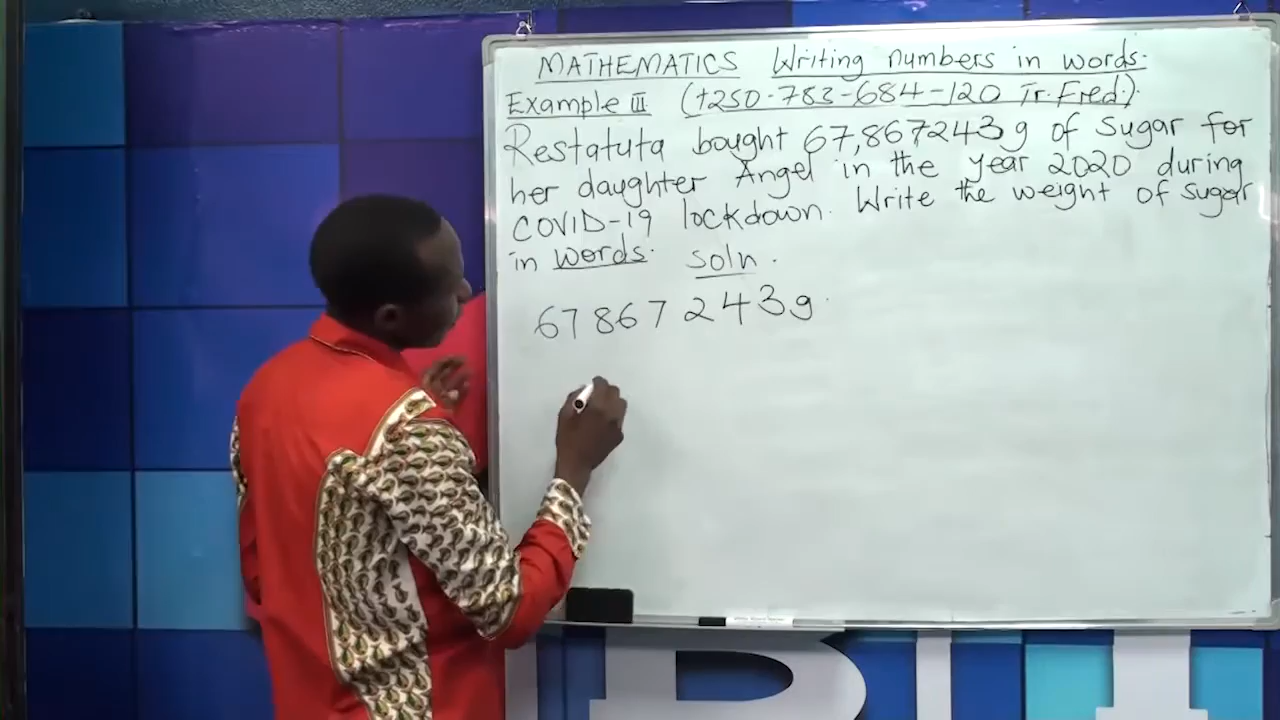 MATHEMATICS Writing numbers in words.
Example III (+250-783-684-120 Tr. Fred.)
Restatuta bought 67,867243g of sugar for
her daughter Angel in the year 2020 during
COVID-19 lockdown. Write the weight of sugar
in words. soln.
67 867 243g.